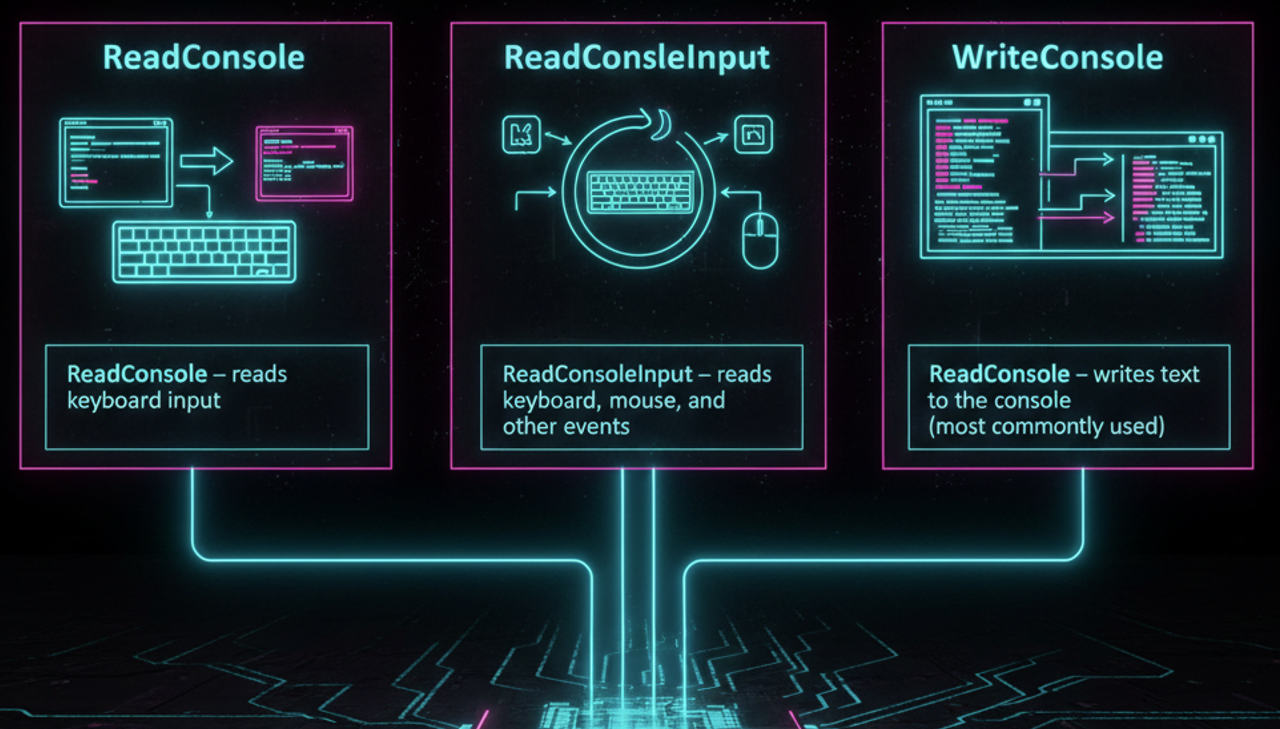 ReadConsole
ReadConsole – reads
keyboard input
ReadConsleInput
ReadConsoleInput – reads
keyboard, mouse, and
other events
WriteConsole
ReadConsole – writes text
to the console
(most commontly used)